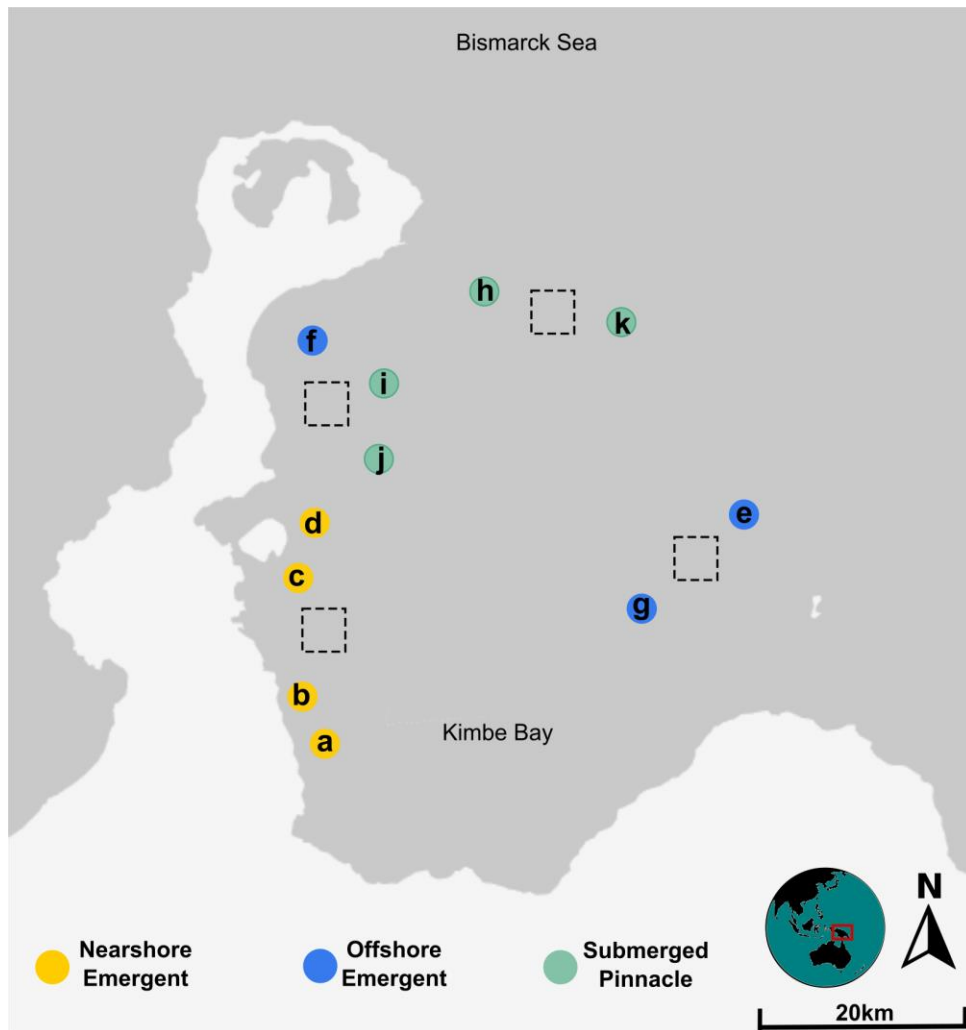 Bismarck Sea
h
k
f
i
j
d
e
c
g
b
a
Kimbe Bay
Nearshore
Emergent
Offshore
Emergent
Submerged
Pinnacle
N
20km